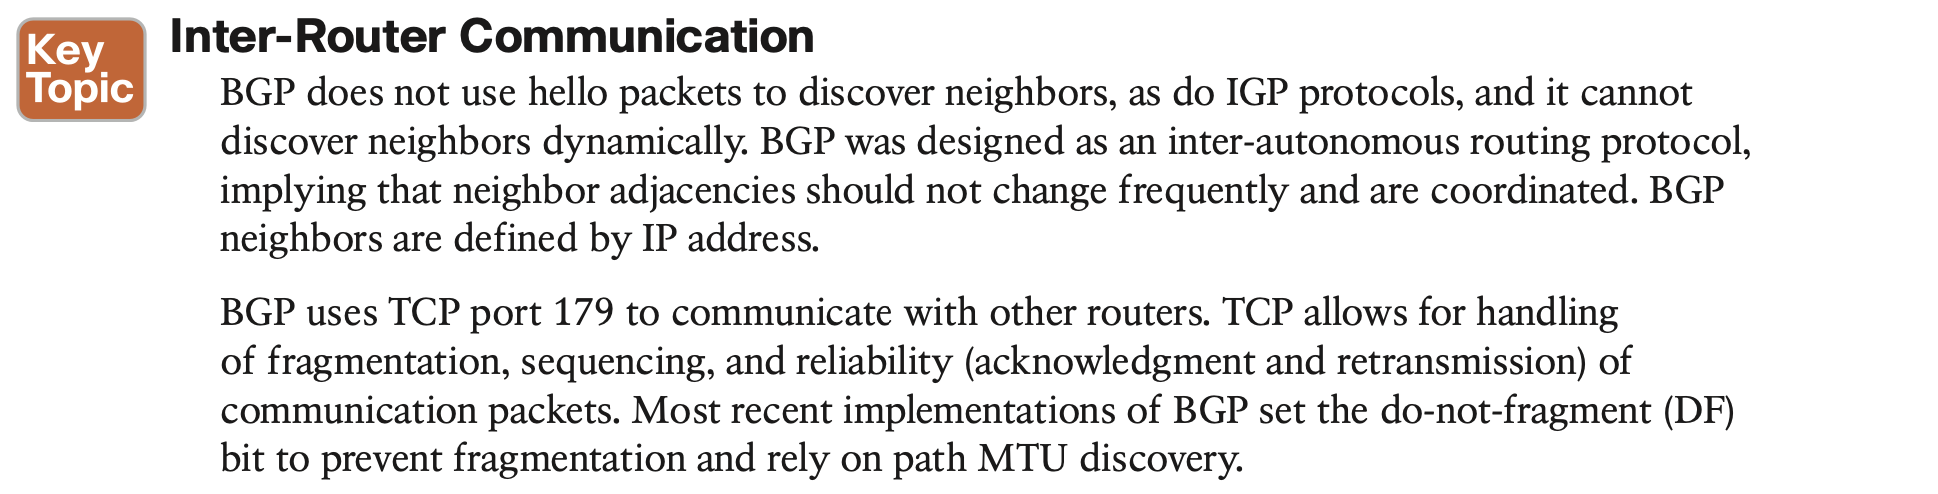 Key
Topic
Inter-Router Communication
BGP does not use hello packets to discover neighbors, as do IGP protocols, and it cannot
discover neighbors dynamically. BGP was designed as an inter-autonomous routing protocol,
implying that neighbor adjacencies should not change frequently and are coordinated. BGP
neighbors are defined by IP address.
BGP uses TCP port 179 to communicate with other routers. TCP allows for handling
of fragmentation, sequencing, and reliability (acknowledgment and retransmission) of
communication packets. Most recent implementations of BGP set the do-not-fragment (DF)
bit to prevent fragmentation and rely on path MTU discovery.